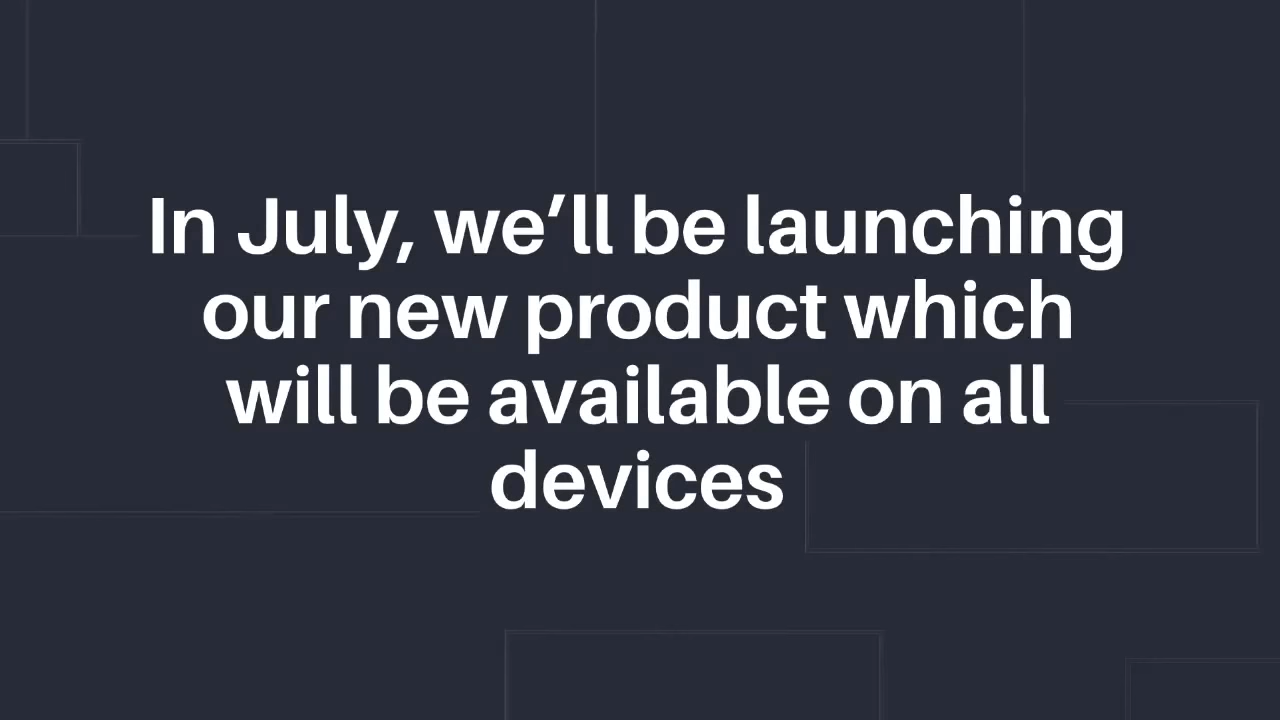 In July, we’ll be launching
our new product which
will be available on all
devices